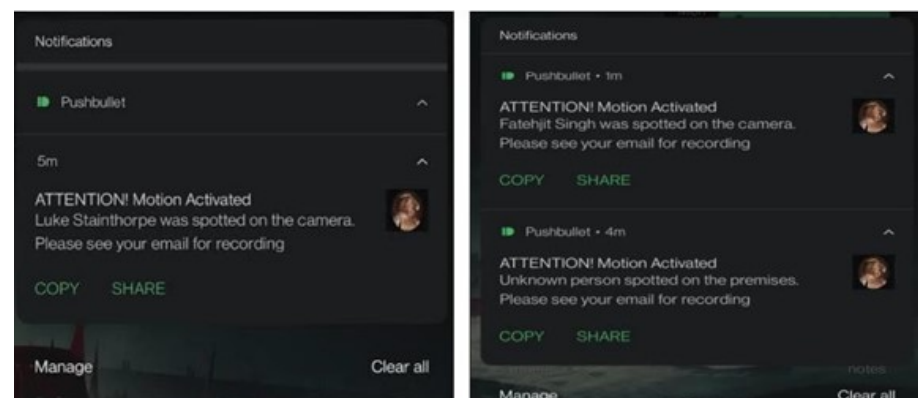 Notifications
Pushbullet
5m
ATTENTION! Motion Activated
Luke Stainthorpe was spotted on the camera.
Please see your email for recording
COPY SHARE
Manage Clear all
Notifications
Pushbullet • 1m
ATTENTION! Motion Activated
Fatehjit Singh was spotted on the camera.
Please see your email for recording
COPY SHARE
Pushbullet • 4m
ATTENTION! Motion Activated
Unknown person spotted on the premises.
Please see your email for recording
COPY SHARE
notes
Manage Clear all